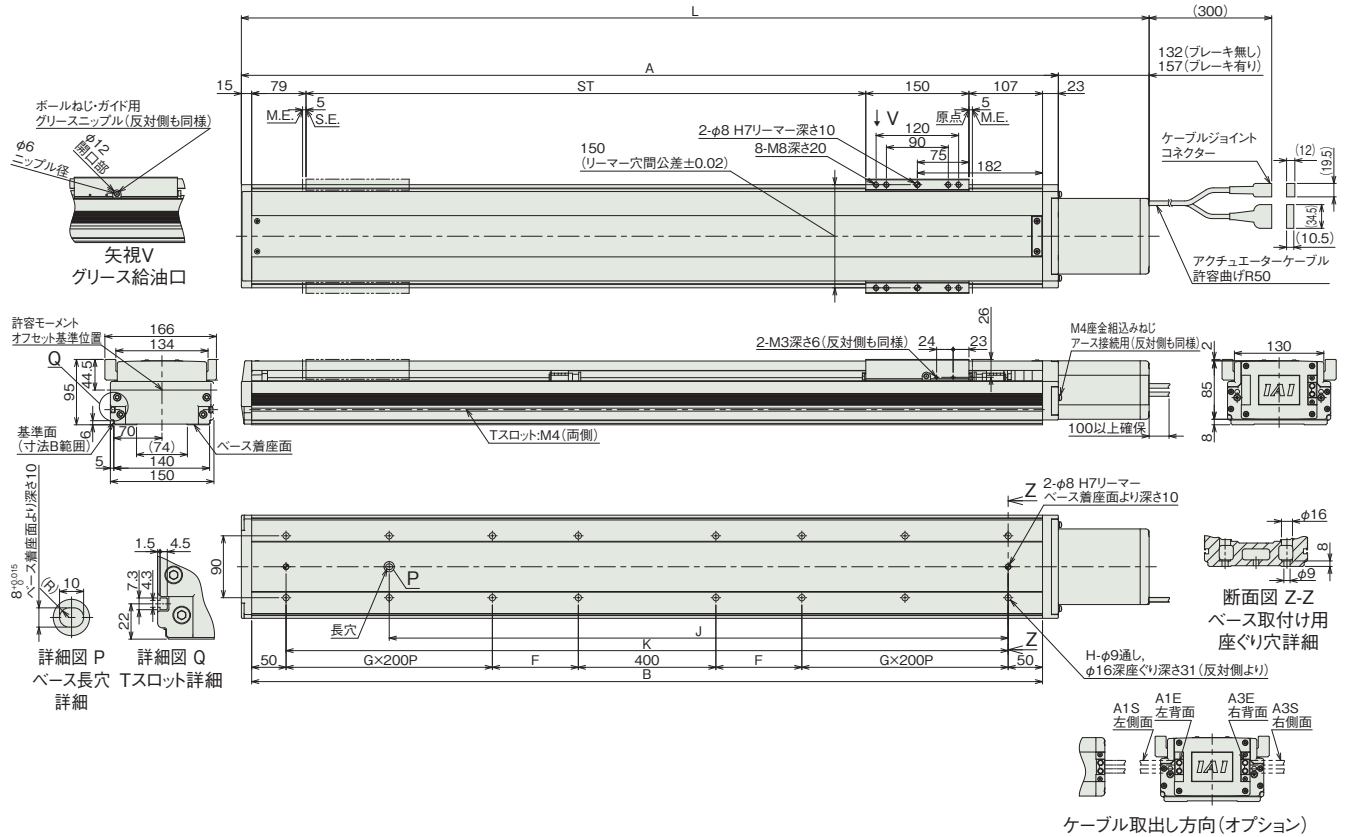 L
(300)
132(ブレーキ無し)
157(ブレーキ有り)
A
15
79
ST
150
107
23
5
M.E.
S.E.
V
原点
5
M.E.
ボールねじ・ガイド用
グリースニップル(反対側も同様)
φ12
開口部
φ6
ニップル径
2-φ8 H7リーマー深さ10
8-M8深さ20
120
90
75
182
150
(リーマー穴間公差±0.02)
ケーブルジョイント
コネクター
(12)
(19.5)
(34.5)
(10.5)
アクチュエーターケーブル
許容曲げR50
矢視V
グリース給油口
許容モーメント
オフセット基準位置
166
134
Q
44.5
95
6
70
(74)
140
150
5
基準面
(寸法B範囲)
ベース着座面
2-M3深さ6(反対側も同様)
24
23
26
M4座金組込みねじ
アース接続用(反対側も同様)
Tスロット:M4(両側)
100以上確保
2
130
85
8
IAI
8+0.015 0
ベース着座面より深さ10
(R)
10
1.5
4.5
7.3
4.3
22
詳細図 P
ベース長穴
詳細
詳細図 Q
Tスロット詳細
90
P
長穴
J
K
50
G×200P
F
400
F
G×200P
50
B
Z
Z
2-φ8 H7リーマー
ベース着座面より深さ10
H-φ9通し,
φ16深座ぐり深さ31(反対側より)
φ16
8
φ9
断面図 Z-Z
ベース取付け用
座ぐり穴詳細
A1S
左側面
A1E
左背面
A3E
右背面
A3S
右側面
IAI
ケーブル取出し方向(オプション)